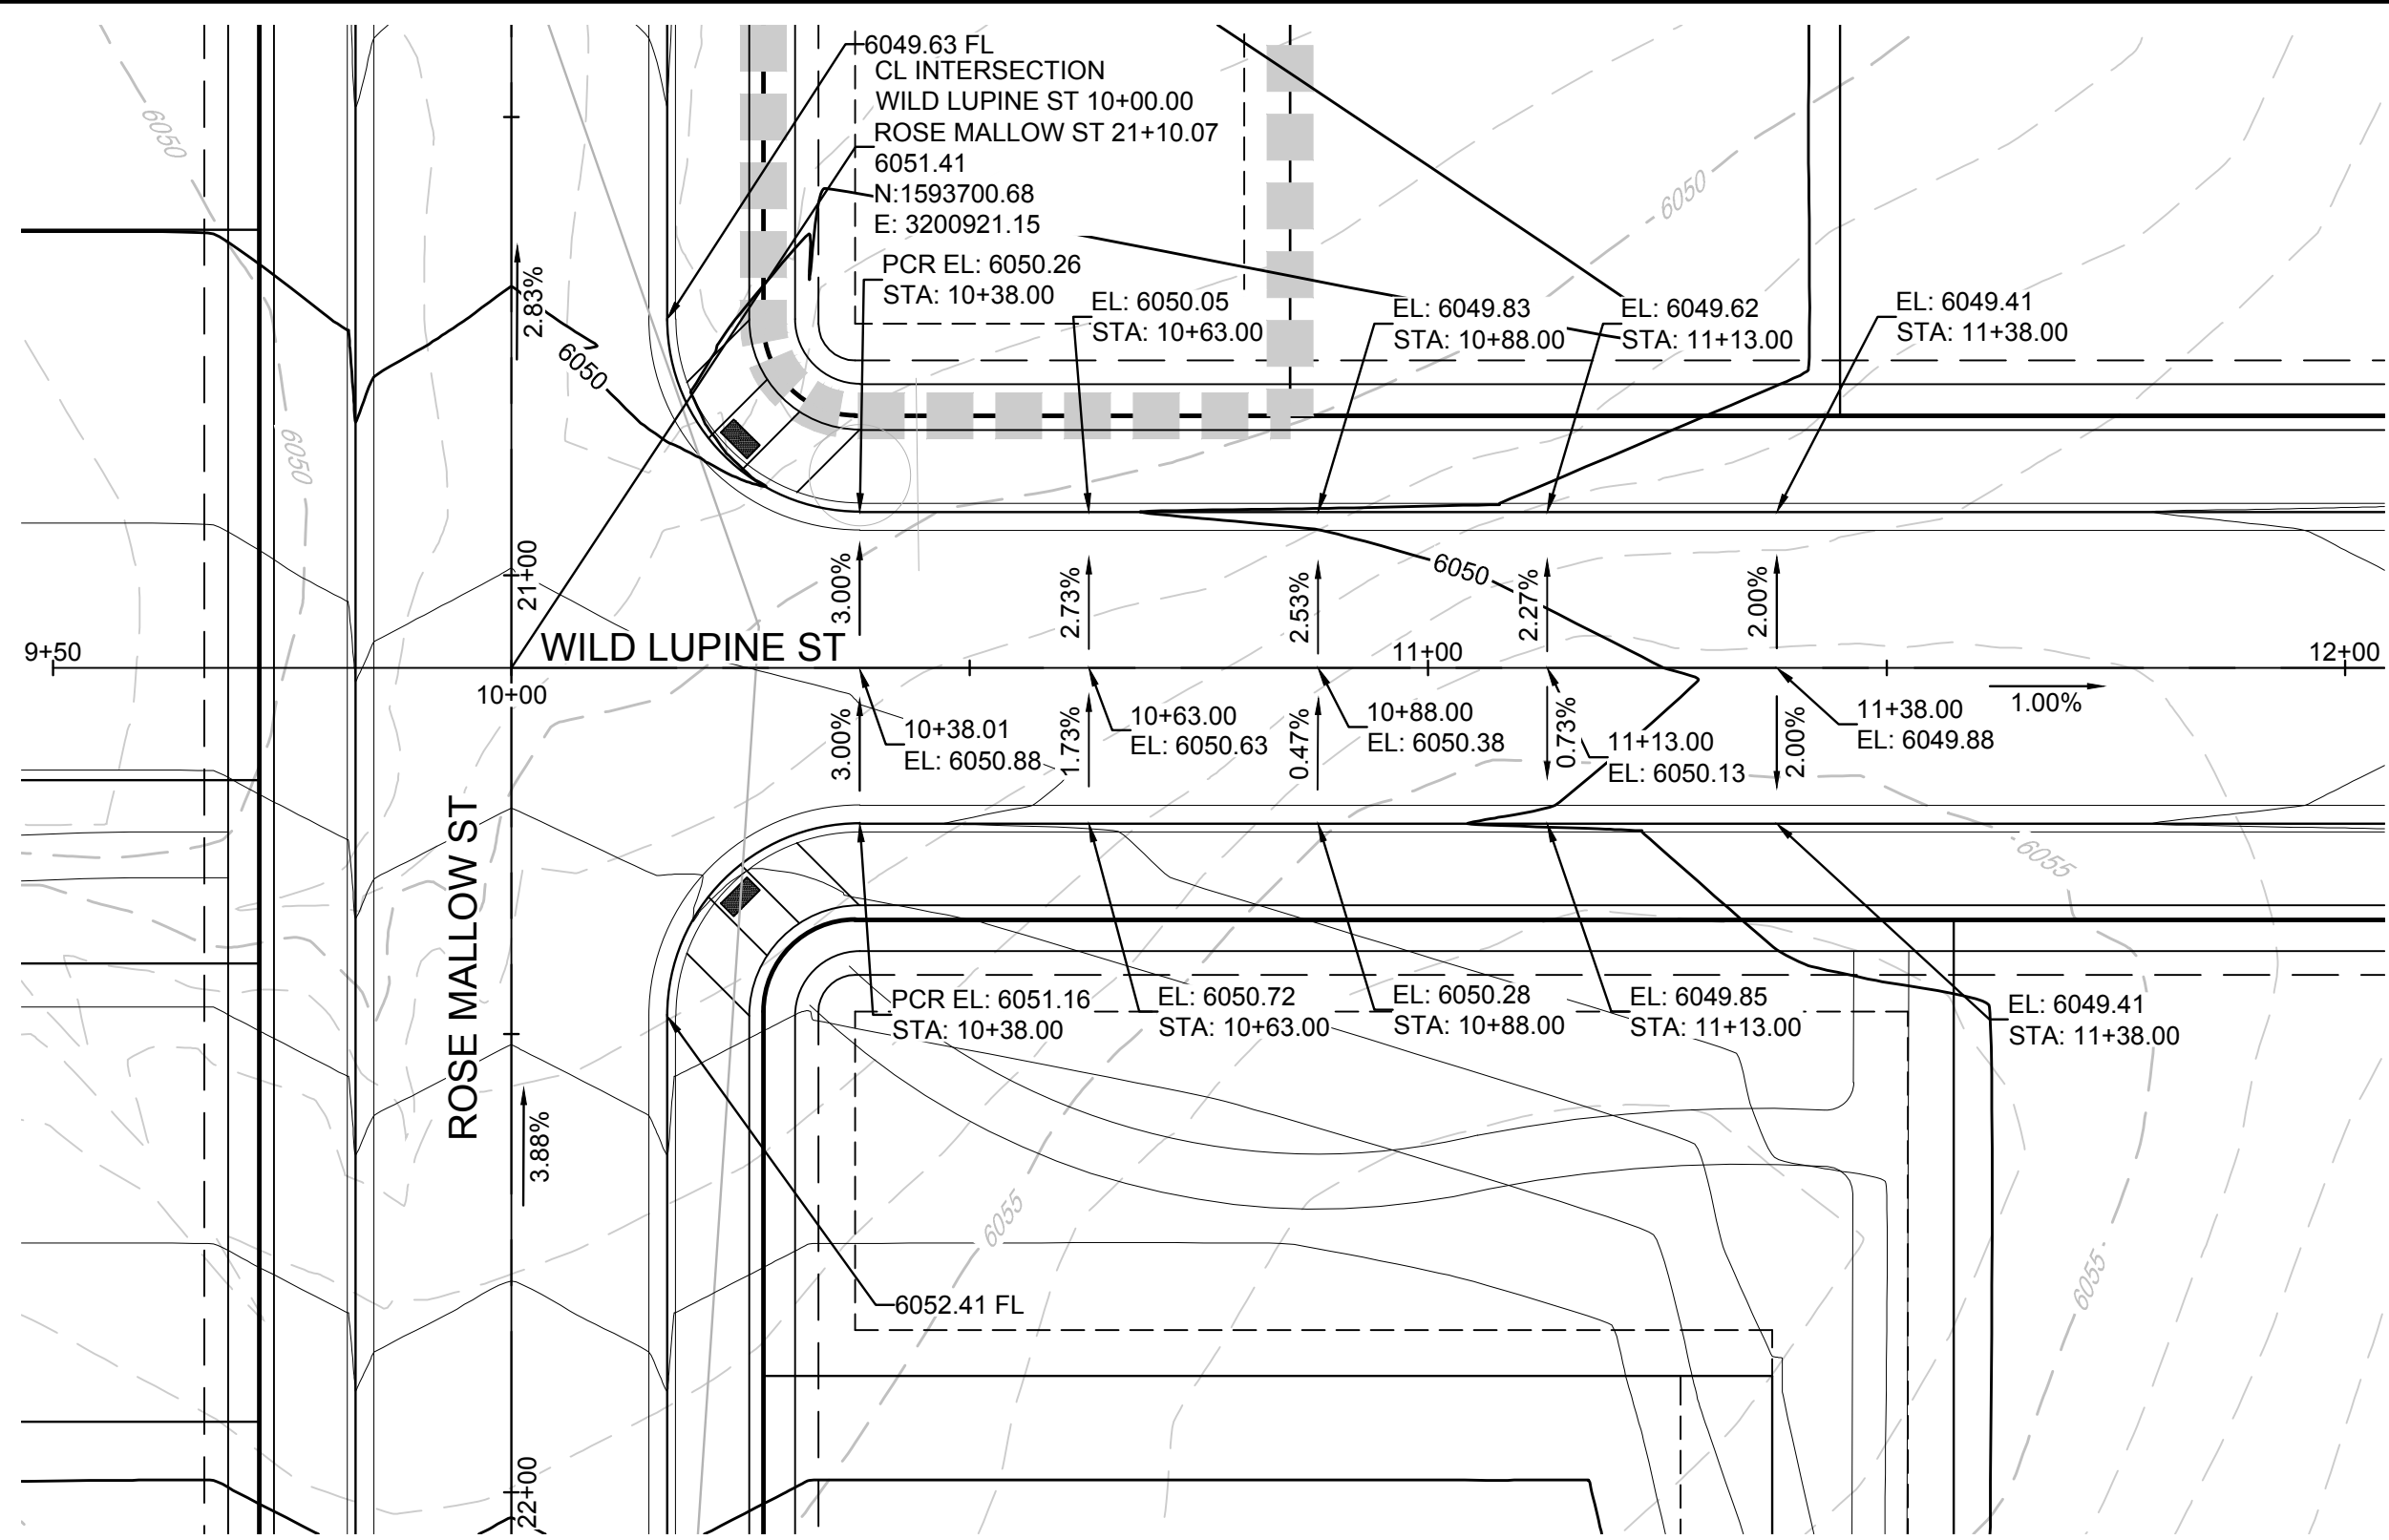 6049.63 FL
CL INTERSECTION
WILD LUPINE ST 10+00.00
ROSE MALLOW ST 21+10.07
6051.41
N:1593700.68
E: 3200921.15
6050
6050
2.83%
PCR EL: 6050.26
STA: 10+38.00
EL: 6050.05
STA: 10+63.00
EL: 6049.83
STA: 10+88.00
EL: 6049.62
STA: 11+13.00
EL: 6049.41
STA: 11+38.00
6050
6050
21+00
3.00%
2.73%
2.53%
6050
2.27%
2.00%
9+50
WILD LUPINE ST
11+00
12+00
10+00
1.00%
3.00%
10+38.01
EL: 6050.88
1.73%
10+63.00
EL: 6050.63
0.47%
10+88.00
EL: 6050.38
0.73%
11+13.00
EL: 6050.13
2.00%
11+38.00
EL: 6049.88
ROSE MALLOW ST
6055
PCR EL: 6051.16
STA: 10+38.00
EL: 6050.72
STA: 10+63.00
EL: 6050.28
STA: 10+88.00
EL: 6049.85
STA: 11+13.00
EL: 6049.41
STA: 11+38.00
3.88%
6055
6055
6052.41 FL
22+00